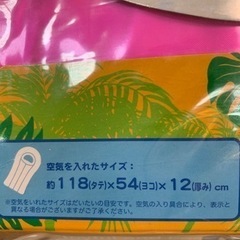 空気を入れたサイズ：
約118(タテ)×54(ヨコ)×12(厚み)cm
※空気をいれたサイズはだいたいの目安です。空気の入り具合により、表示と
異なる場合がございますがご了承ください。